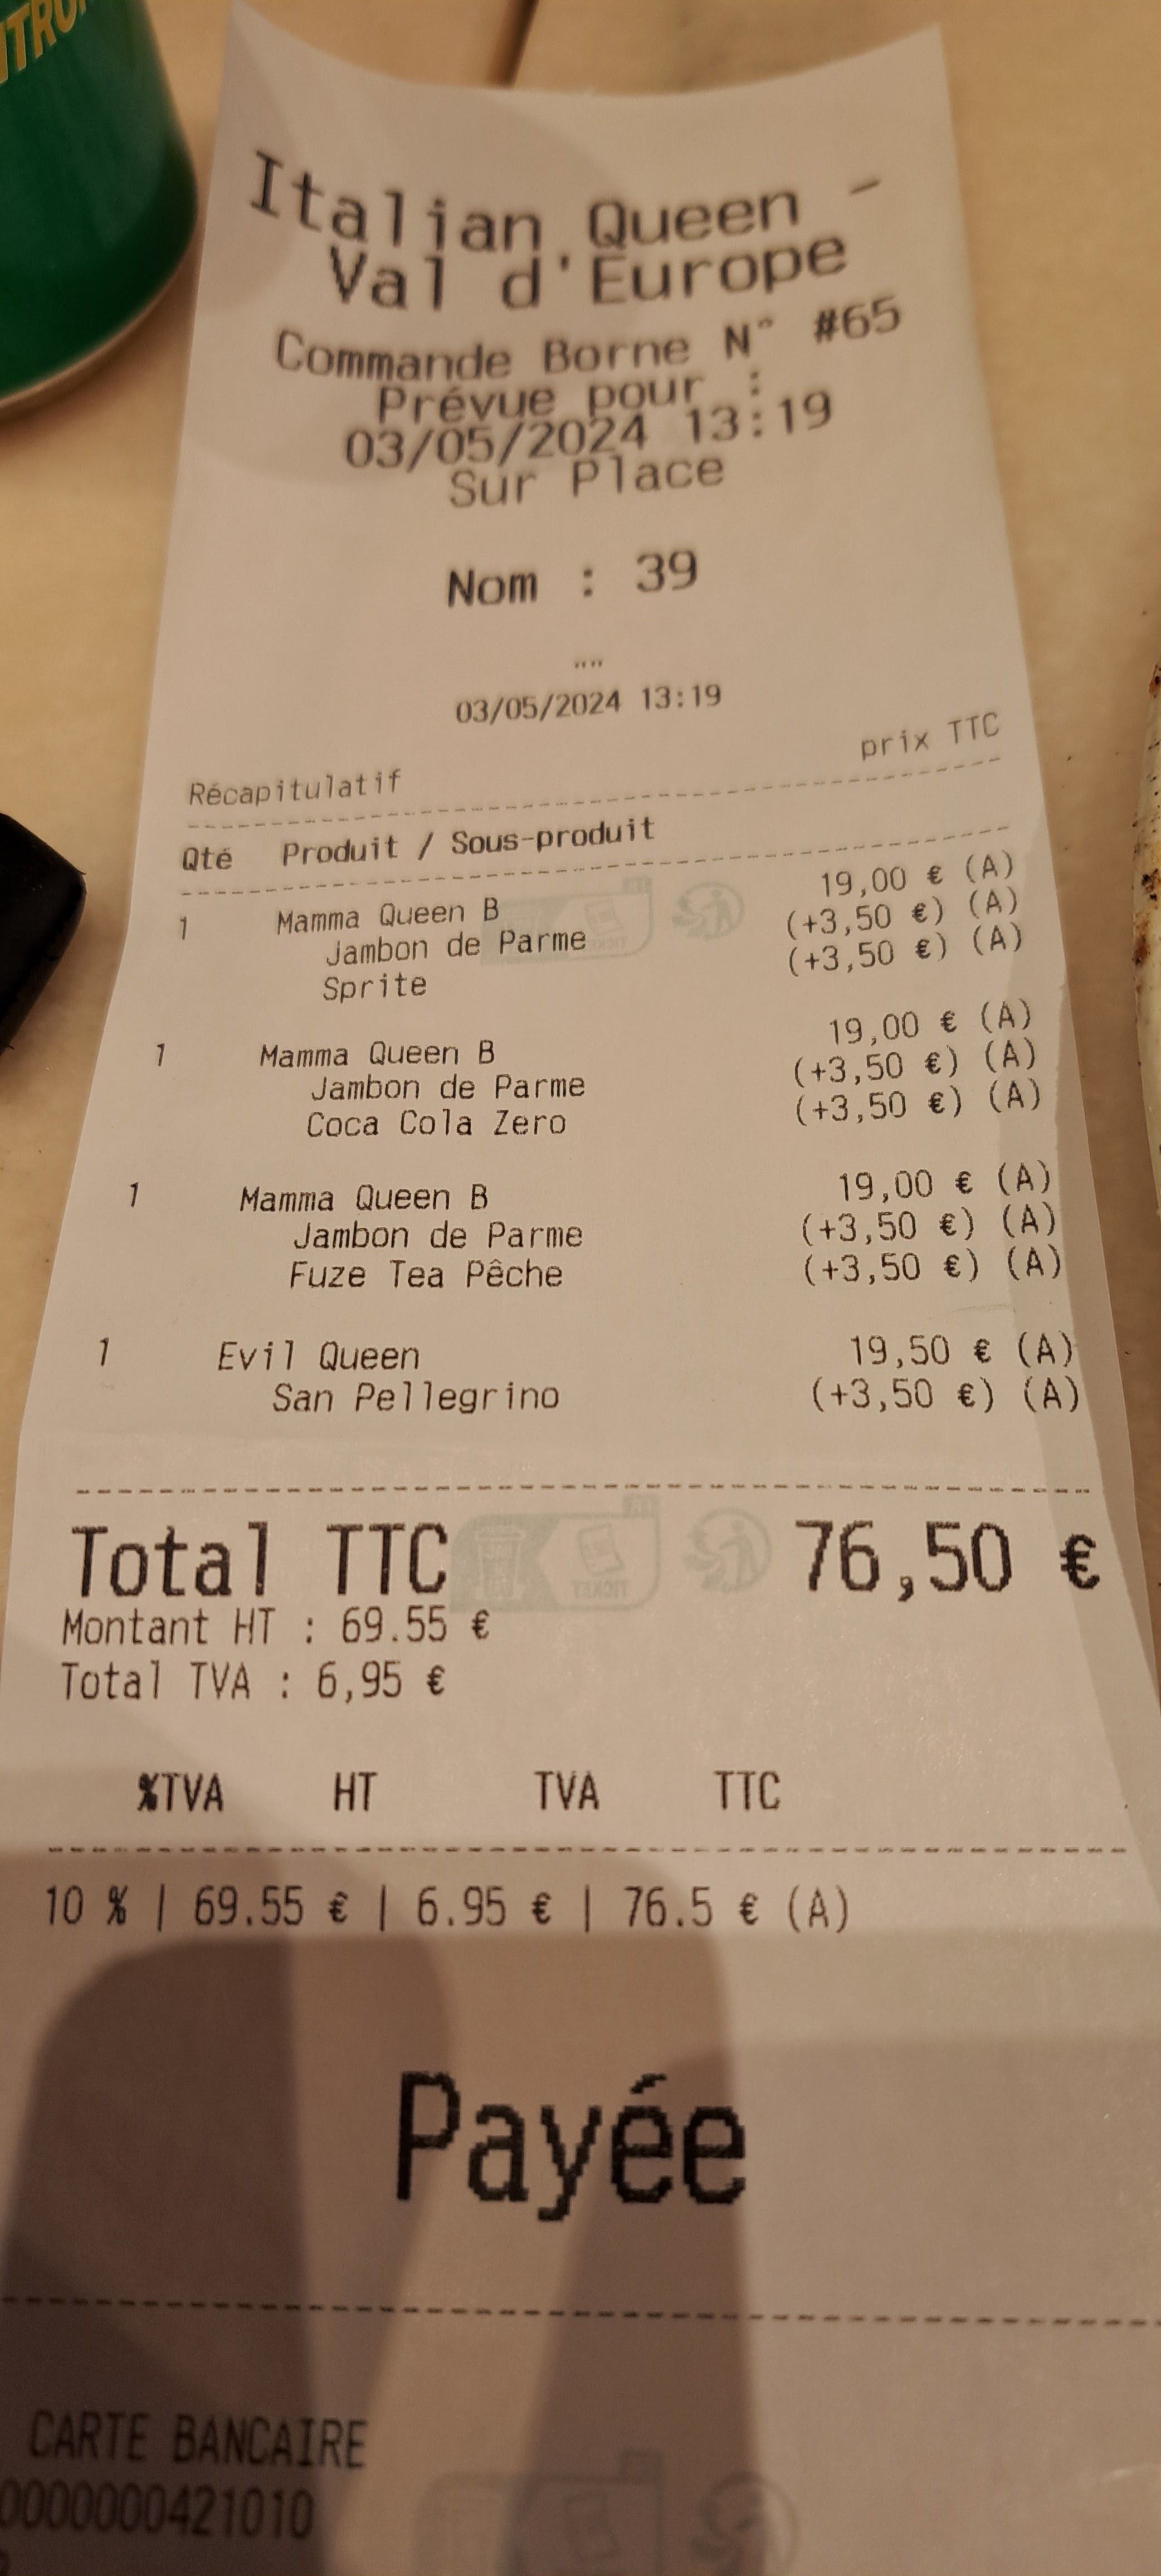 Italian Queen -
Val d'Europe
Commande Borne N° #65
Prévue pour :
03/05/2024 13:19
Sur Place
Nom : 39
""
03/05/2024 13:19
Récapitulatif prix TTC
Qté Produit / Sous-produit
1 Mamma Queen B 19,00 € (A)
Jambon de Parme (+3,50 €) (A)
Sprite (+3,50 €) (A)
1 Mamma Queen B 19,00 € (A)
Jambon de Parme (+3,50 €) (A)
Coca Cola Zero (+3,50 €) (A)
1 Mamma Queen B 19,00 € (A)
Jambon de Parme (+3,50 €) (A)
Fuze Tea Pêche (+3,50 €) (A)
1 Evil Queen 19,50 € (A)
San Pellegrino (+3,50 €) (A)
Total TTC 76,50 €
Montant HT : 69.55 €
Total TVA : 6,95 €
%TVA HT TVA TTC
10 % | 69.55 € | 6.95 € | 76.5 € (A)
Payée
CARTE BANCAIRE
0000000421010